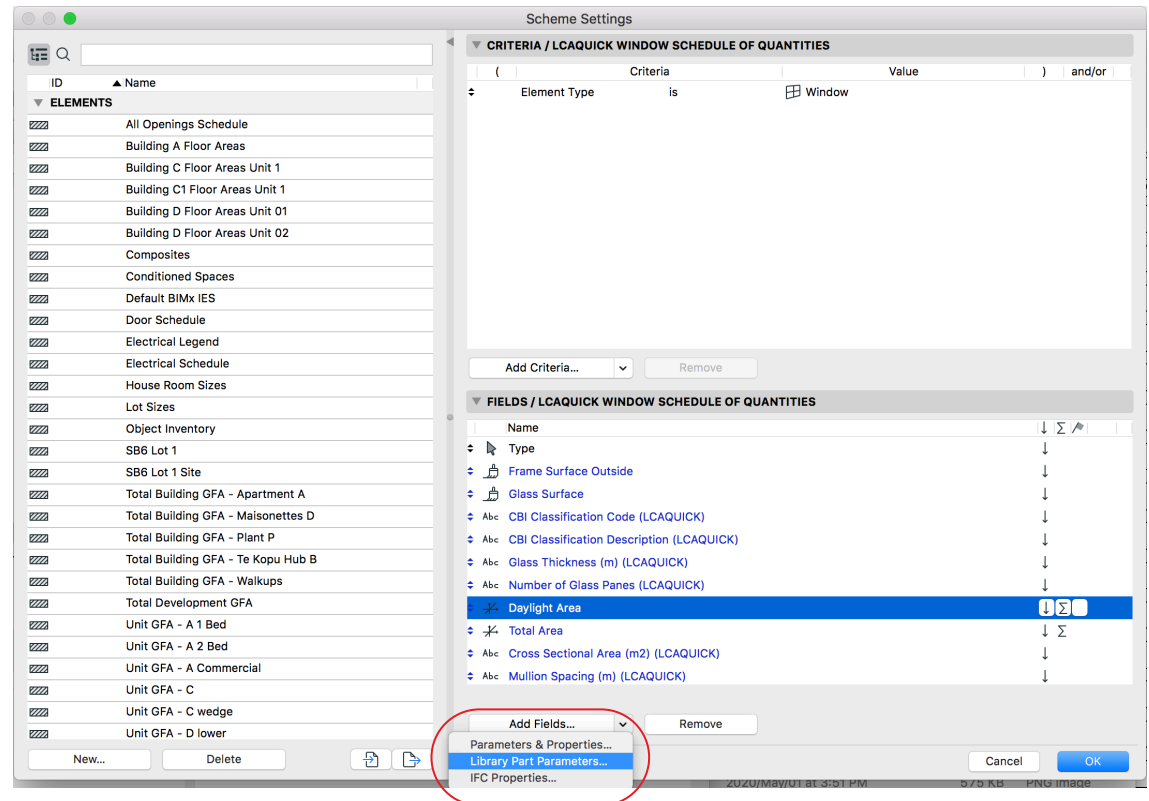 Scheme Settings
ID Name
ELEMENTS
All Openings Schedule
Building A Floor Areas
Building C Floor Areas Unit 1
Building C1 Floor Areas Unit 1
Building D Floor Areas Unit 01
Building D Floor Areas Unit 02
Composites
Conditioned Spaces
Default BIMx IES
Door Schedule
Electrical Legend
Electrical Schedule
House Room Sizes
Lot Sizes
Object Inventory
SB6 Lot 1
SB6 Lot 1 Site
Total Building GFA - Apartment A
Total Building GFA - Maisonettes D
Total Building GFA - Plant P
Total Building GFA - Te Kopu Hub B
Total Building GFA - Walkups
Total Development GFA
Unit GFA - A 1 Bed
Unit GFA - A 2 Bed
Unit GFA - A Commercial
Unit GFA - C
Unit GFA - C wedge
Unit GFA - D lower
New... Delete
CRITERIA / LCAQUICK WINDOW SCHEDULE OF QUANTITIES
( Criteria Value ) and/or
Element Type is Window
Add Criteria... Remove
FIELDS / LCAQUICK WINDOW SCHEDULE OF QUANTITIES
Name ↓ Σ
Type ↓
Frame Surface Outside ↓
Glass Surface ↓
Abc CBI Classification Code (LCAQUICK) ↓
Abc CBI Classification Description (LCAQUICK) ↓
Abc Glass Thickness (m) (LCAQUICK) ↓
Abc Number of Glass Panes (LCAQUICK) ↓
Daylight Area ↓ Σ
Total Area ↓ Σ
Abc Cross Sectional Area (m2) (LCAQUICK) ↓
Abc Mullion Spacing (m) (LCAQUICK) ↓
Add Fields... Remove
Parameters & Properties...
Library Part Parameters...
IFC Properties...
Cancel OK
2020/May/01 at 3:51 PM 575 KB PNG image